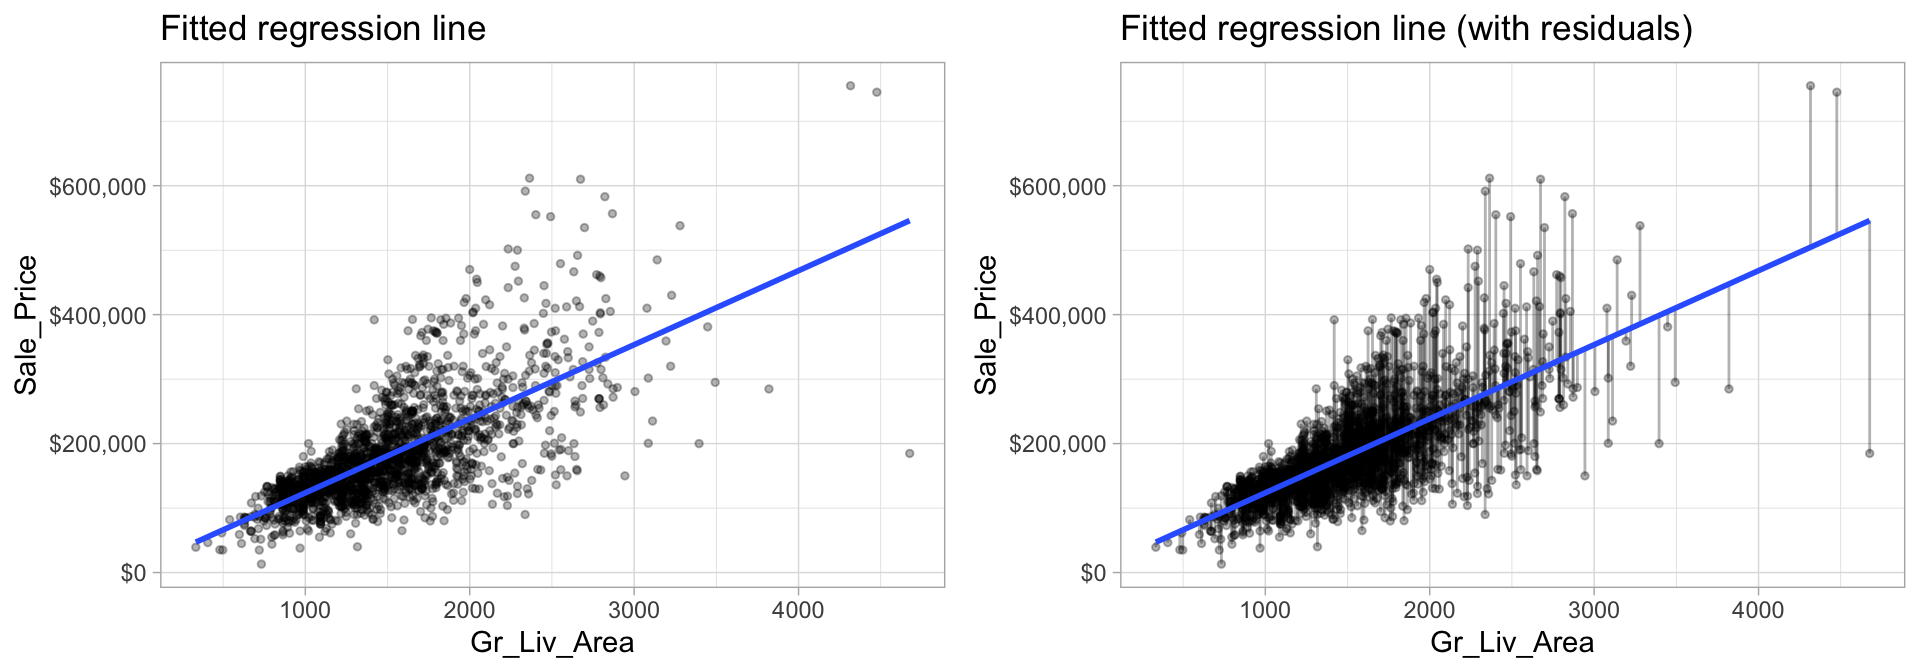 Fitted regression line
Sale_Price
$600,000
$400,000
$200,000
$0
1000 2000 3000 4000
Gr_Liv_Area
Fitted regression line (with residuals)
Sale_Price
$600,000
$400,000
$200,000
$0
1000 2000 3000 4000
Gr_Liv_Area